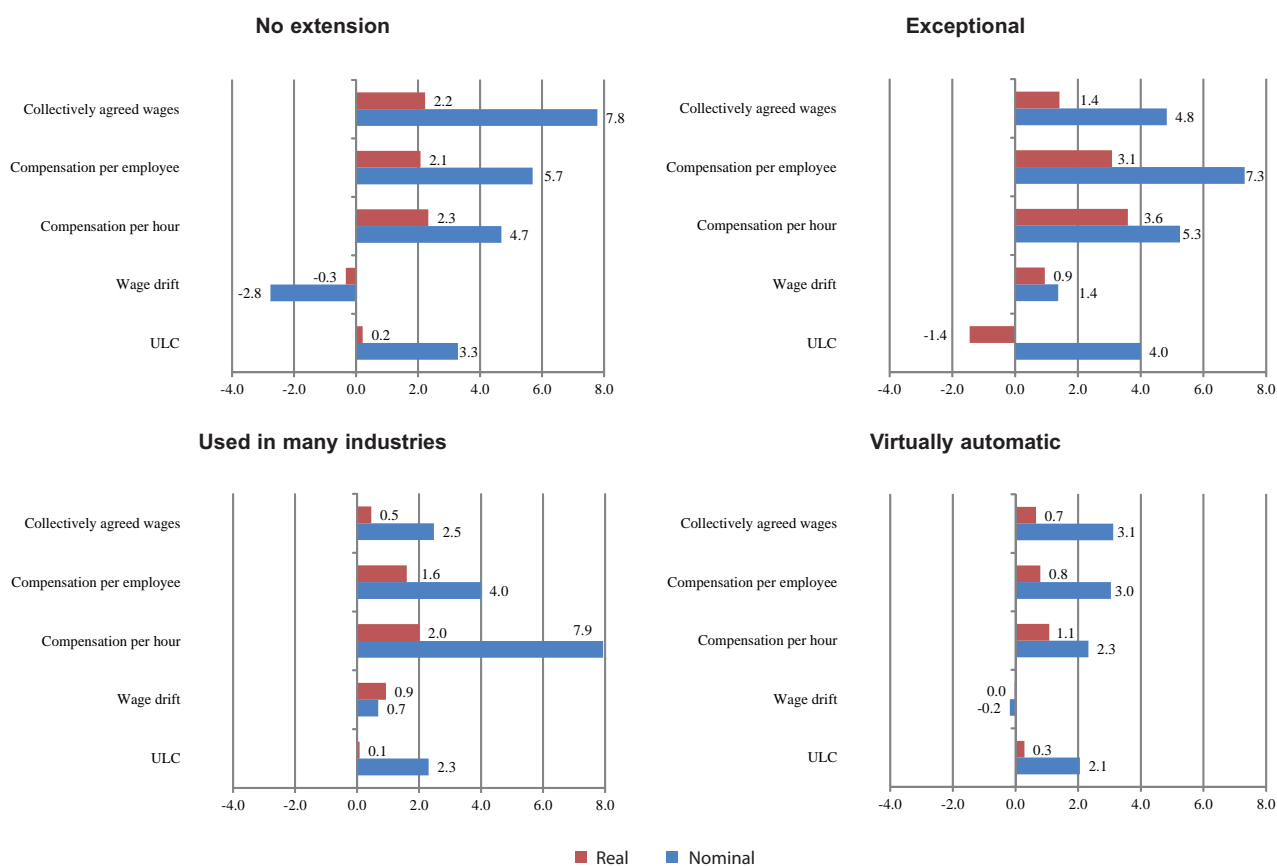 No extension
Collectively agreed wages
2.2
7.8
Compensation per employee
2.1
5.7
Compensation per hour
2.3
4.7
Wage drift
-0.3
-2.8
ULC
0.2
3.3
-4.0 -2.0 0.0 2.0 4.0 6.0 8.0
Exceptional
Collectively agreed wages
1.4
4.8
Compensation per employee
3.1
7.3
Compensation per hour
3.6
5.3
Wage drift
0.9
1.4
ULC
-1.4
4.0
-4.0 -2.0 0.0 2.0 4.0 6.0 8.0
Used in many industries
Collectively agreed wages
0.5
2.5
Compensation per employee
1.6
4.0
Compensation per hour
2.0
7.9
Wage drift
0.9
0.7
ULC
0.1
2.3
-4.0 -2.0 0.0 2.0 4.0 6.0 8.0
Virtually automatic
Collectively agreed wages
0.7
3.1
Compensation per employee
0.8
3.0
Compensation per hour
1.1
2.3
Wage drift
0.0
-0.2
ULC
0.3
2.1
-4.0 -2.0 0.0 2.0 4.0 6.0 8.0
Real Nominal